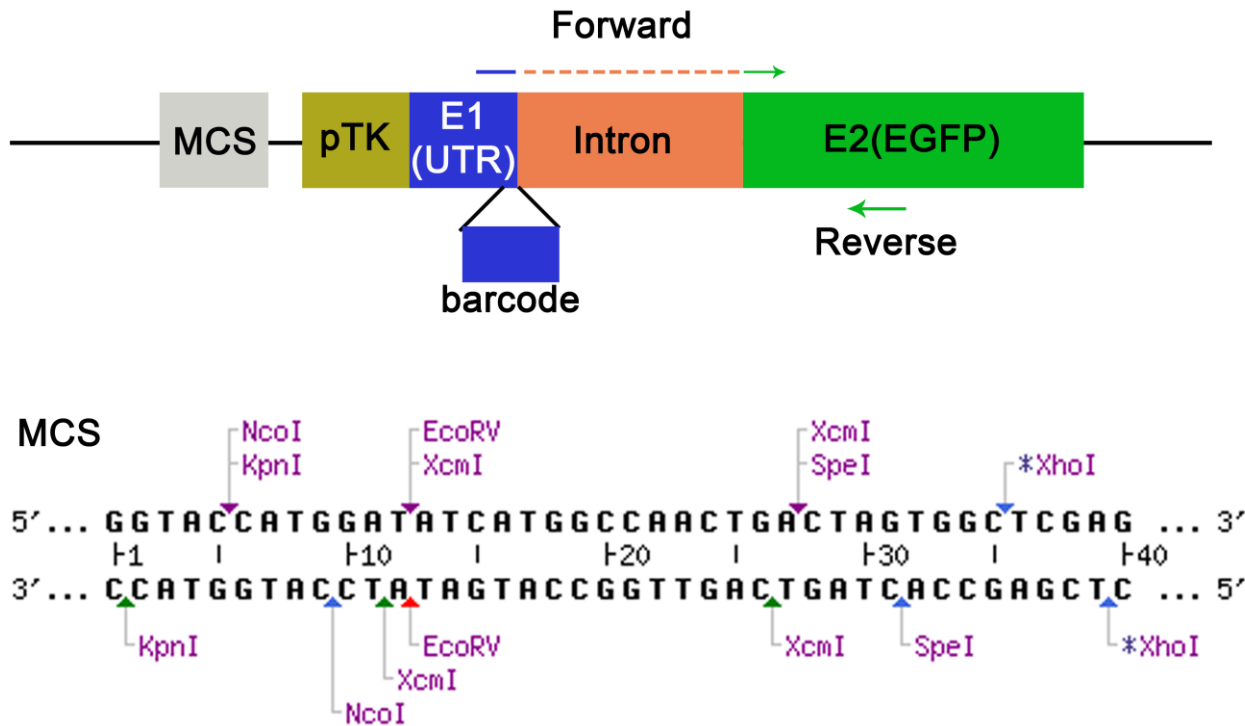 Forward
MCS
pTK
E1
(UTR)
Intron
E2(EGFP)
Reverse
barcode
MCS
NcoI
KpnI
EcoRV
XcmI
XcmI
SpeI
*XhoI
5′... GGTACCATGGATATCATGGCCAACTGACTAGTGGCTCGAG ... 3′
1 10 20 30 40
3′... CCATGGTACCTATAGTACCGGTTGACTGATCACCGAGCTC ... 5′
KpnI
EcoRV
XcmI
SpeI
*XhoI
XcmI
NcoI